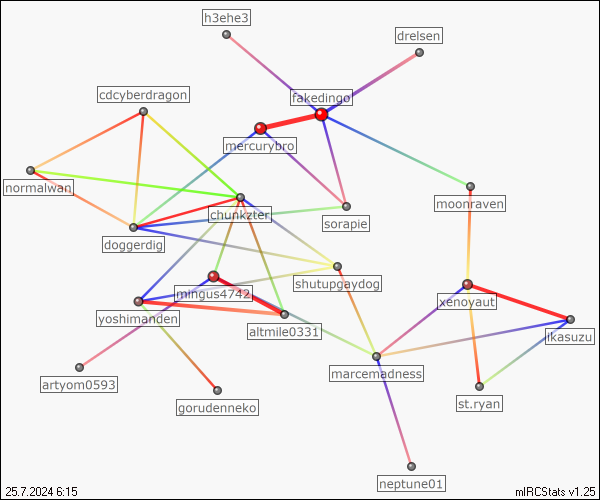 h3ehe3
drelsen
cdcyberdragon
fakedingo
mercurybro
normalwan
moonraven
chunkzter
sorapie
doggerdig
shutupgaydog
mingus4742
xenoyaut
yoshimanden
altmile0331
ikasuzu
marcemadness
artyom0593
gorudenneko
st.ryan
neptune01
25.7.2024 6:15
mIRCStats v1.25